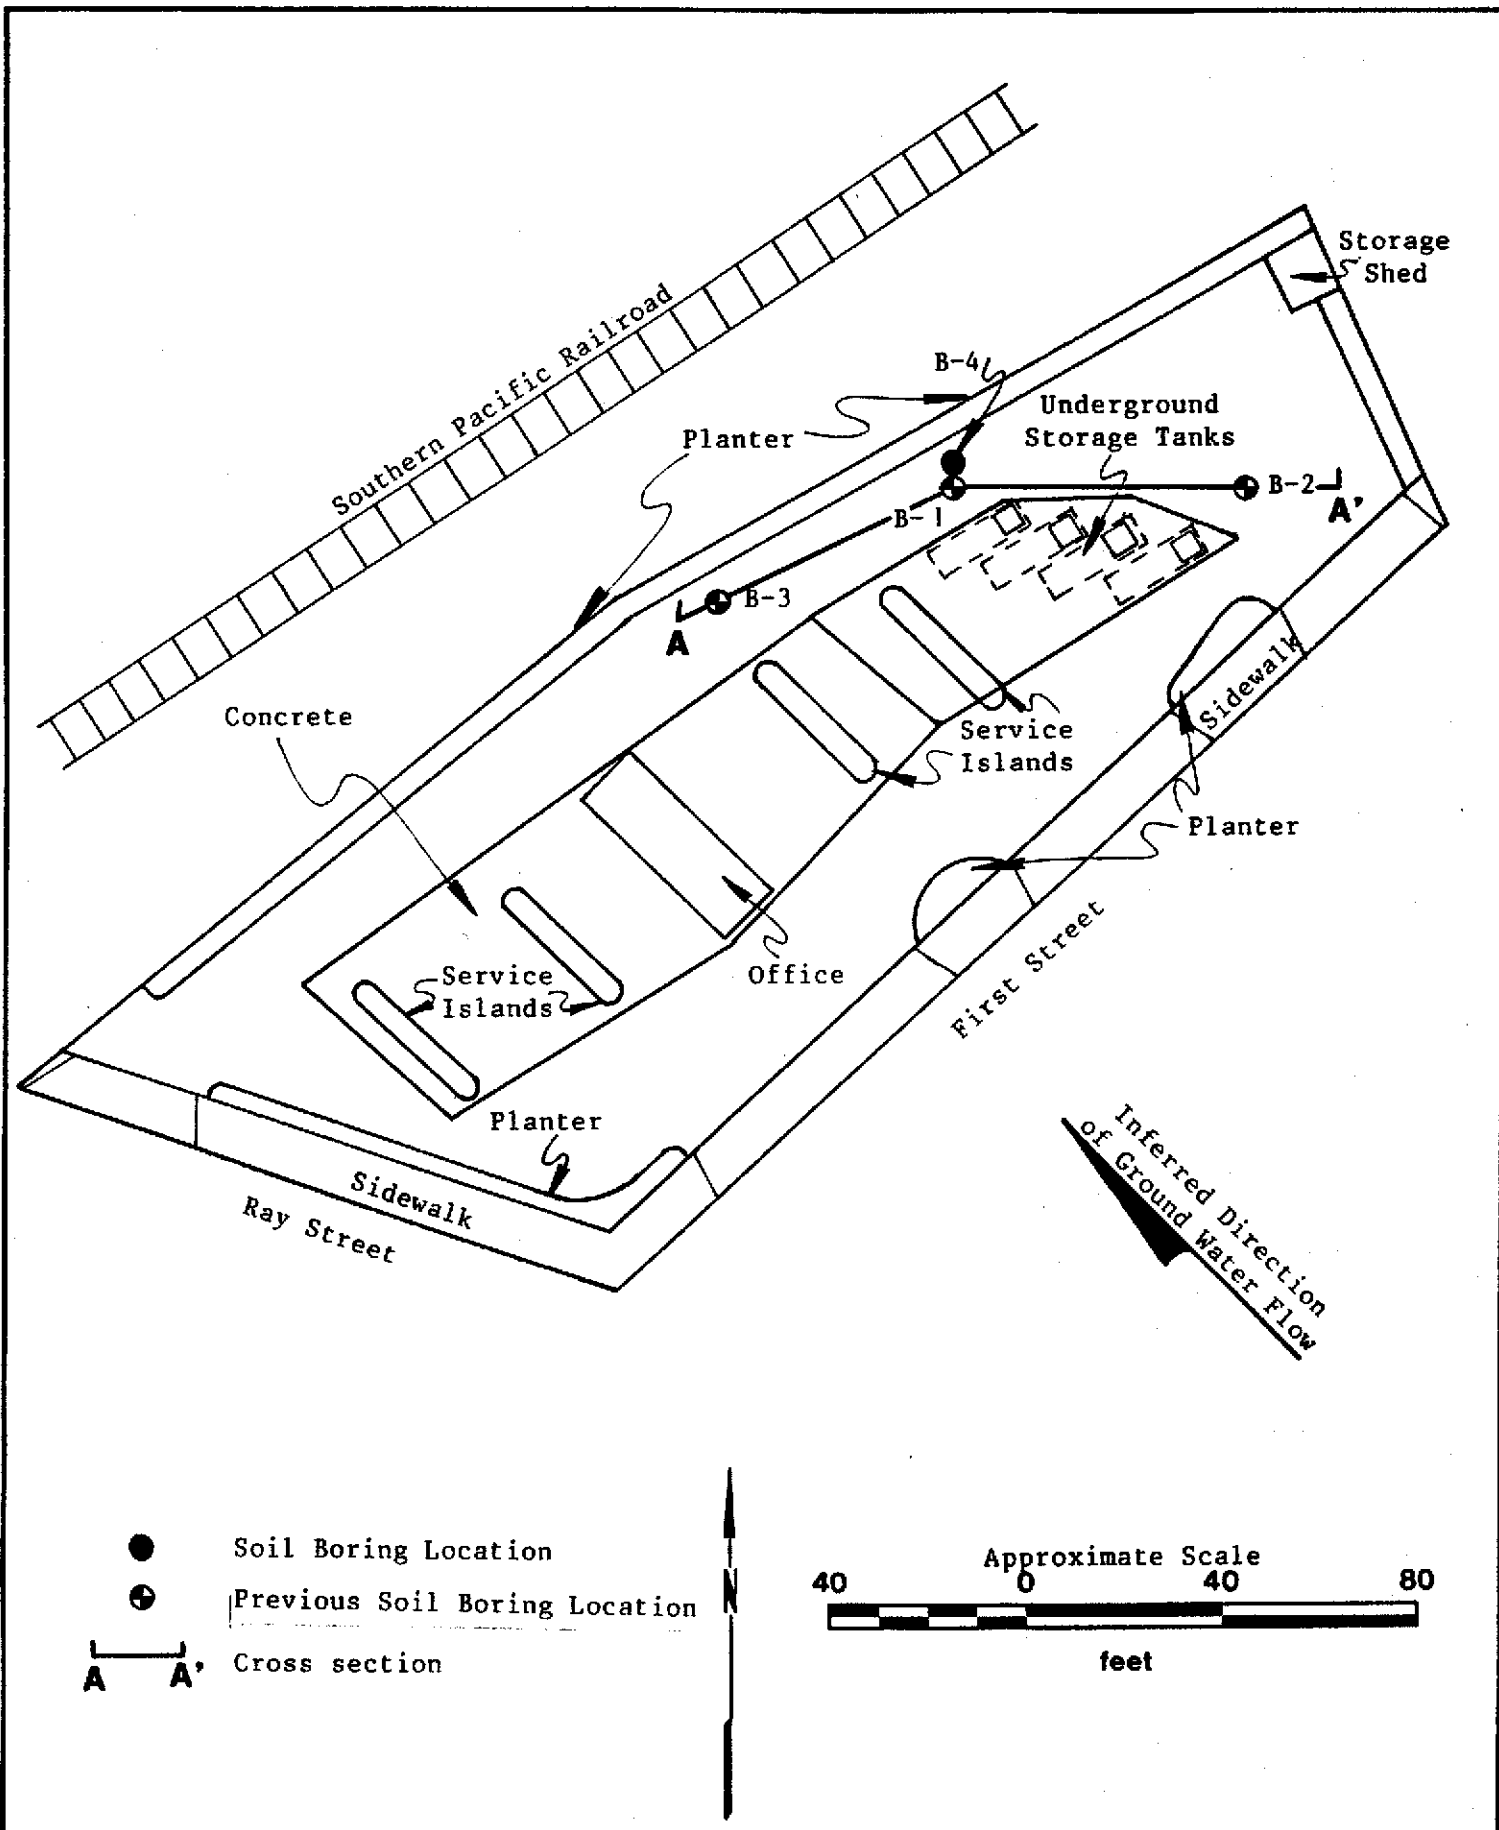 Storage
Shed
Southern Pacific Railroad
B-4
Underground
Storage Tanks
Planter
B-1
B-2
A'
B-3
A
Sidewalk
Concrete
Service
Islands
Planter
Service
Islands
Office
First Street
Planter
Sidewalk
Ray Street
Inferred Direction
of Ground Water Flow
Soil Boring Location
Previous Soil Boring Location
A A' Cross section
N
Approximate Scale
40 0 40 80
feet